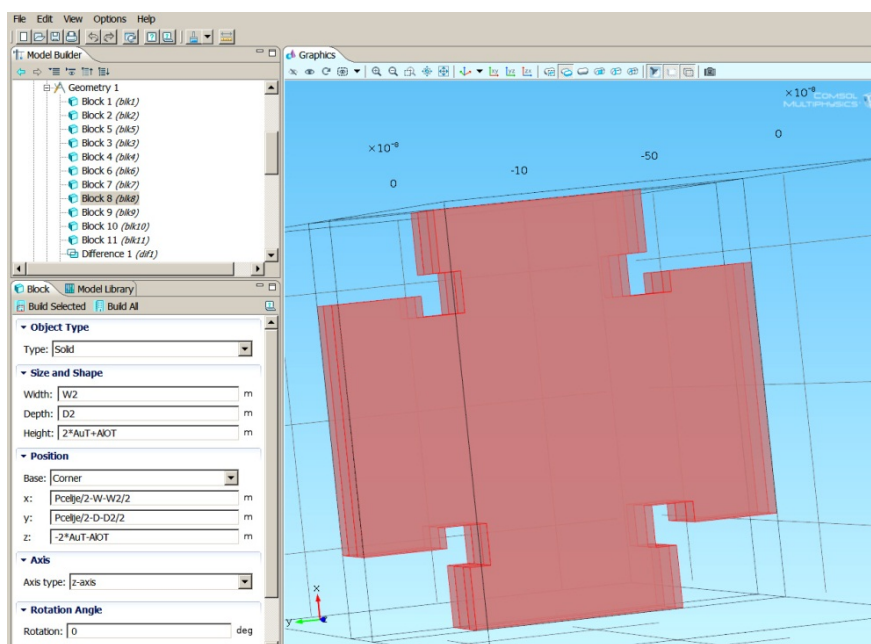 File Edit View Options Help
Model Builder
Geometry 1
Block 1 (blk1)
Block 2 (blk2)
Block 5 (blk5)
Block 3 (blk3)
Block 4 (blk4)
Block 6 (blk6)
Block 7 (blk7)
Block 8 (blk8)
Block 9 (blk9)
Block 10 (blk10)
Block 11 (blk11)
Difference 1 (dif1)
Block Model Library
Build Selected Build All
Object Type
Type: Solid
Size and Shape
Width: W2 m
Depth: D2 m
Height: 2*AuT+AlOT m
Position
Base: Corner
x: Pcelje/2-W-W2/2 m
y: Pcelje/2-D-D2/2 m
z: -2*AuT-AlOT m
Axis
Axis type: z-axis
Rotation Angle
Rotation: 0 deg
Graphics
COMSOL
MULTIPHYSICS
×10⁻⁸
0
-50
-10
×10⁻⁸
0
x
y